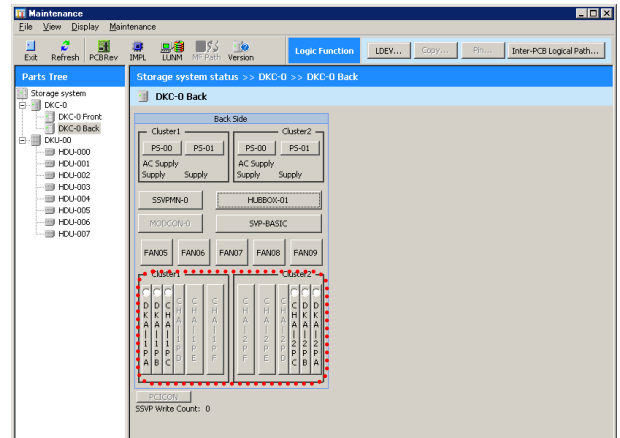 Maintenance
File View Display Maintenance
Exit Refresh PCBRev IMPL LUNM MF Path Version Logic Function LDEV... Copy... Pin... Inter-PCB Logical Path...
Parts Tree
Storage system status >> DKC-0 >> DKC-0 Back
Storage system
DKC-0
DKC-0 Front
DKC-0 Back
DKU-00
HDU-000
HDU-001
HDU-002
HDU-003
HDU-004
HDU-005
HDU-006
HDU-007
DKC-0 Back
Back Side
Cluster1 Cluster2
PS-00 PS-01 PS-00 PS-01
AC Supply AC Supply
Supply Supply Supply Supply
SSVPMN-0 HUBBOX-01
MODCON-0 SVP-BASIC
FAN05 FAN06 FAN07 FAN08 FAN09
Cluster1 Cluster2
DKA-1PA
DKA-1PB
CHA-1PC
CHA-1PD
CHA-1PE
CHA-1PF
CHA-2PF
CHA-2PE
CHA-2PD
CHA-2PC
DKA-2PB
DKA-2PA
PCICON
SSVP Write Count: 0